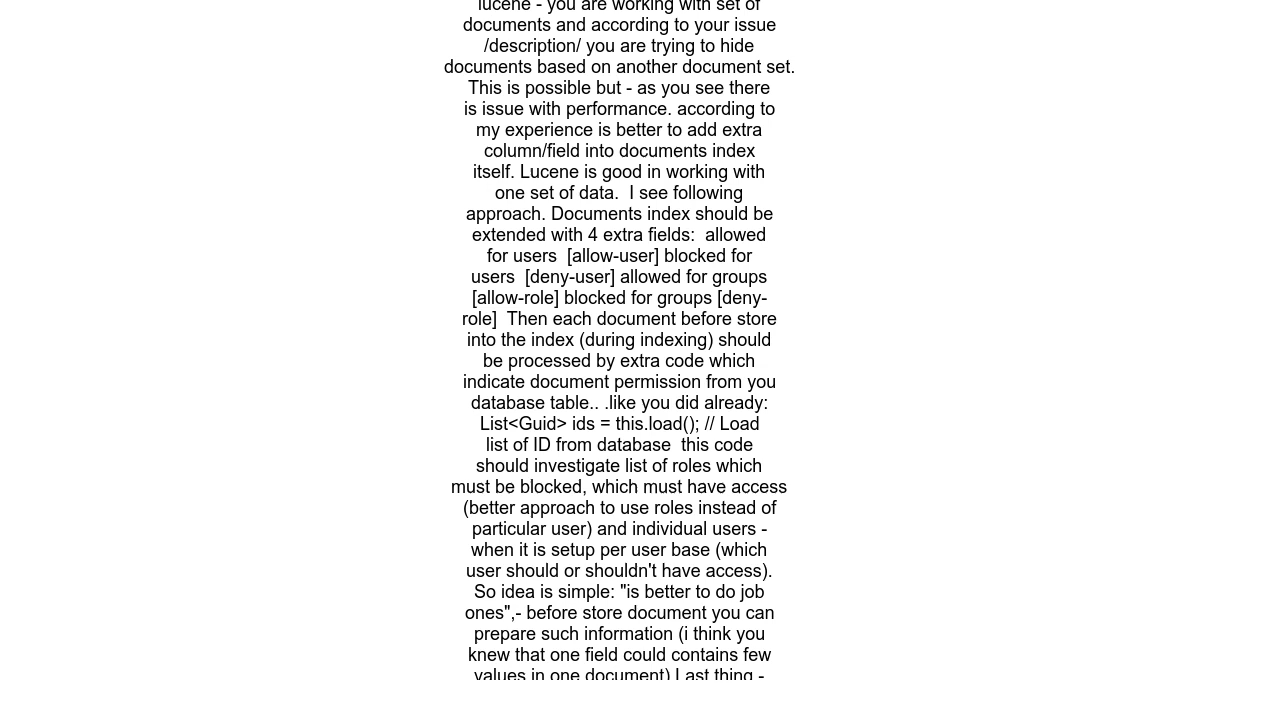 lucene - you are working with set of
documents and according to your issue
/description/ you are trying to hide
documents based on another document set.
This is possible but - as you see there
is issue with performance. according to
my experience is better to add extra
column/field into documents index
itself. Lucene is good in working with
one set of data.  I see following
approach. Documents index should be
extended with 4 extra fields:  allowed
for users  [allow-user] blocked for
users  [deny-user] allowed for groups
[allow-role] blocked for groups [deny-
role]  Then each document before store
into the index (during indexing) should
be processed by extra code which
indicate document permission from you
database table.. .like you did already:
List<Guid> ids = this.load(); // Load
list of ID from database  this code
should investigate list of roles which
must be blocked, which must have access
(better approach to use roles instead of
particular user) and individual users -
when it is setup per user base (which
user should or shouldn't have access).
So idea is simple: "is better to do job
ones",- before store document you can
prepare such information (i think you
knew that one field could contains few
values in one document) Last thing -